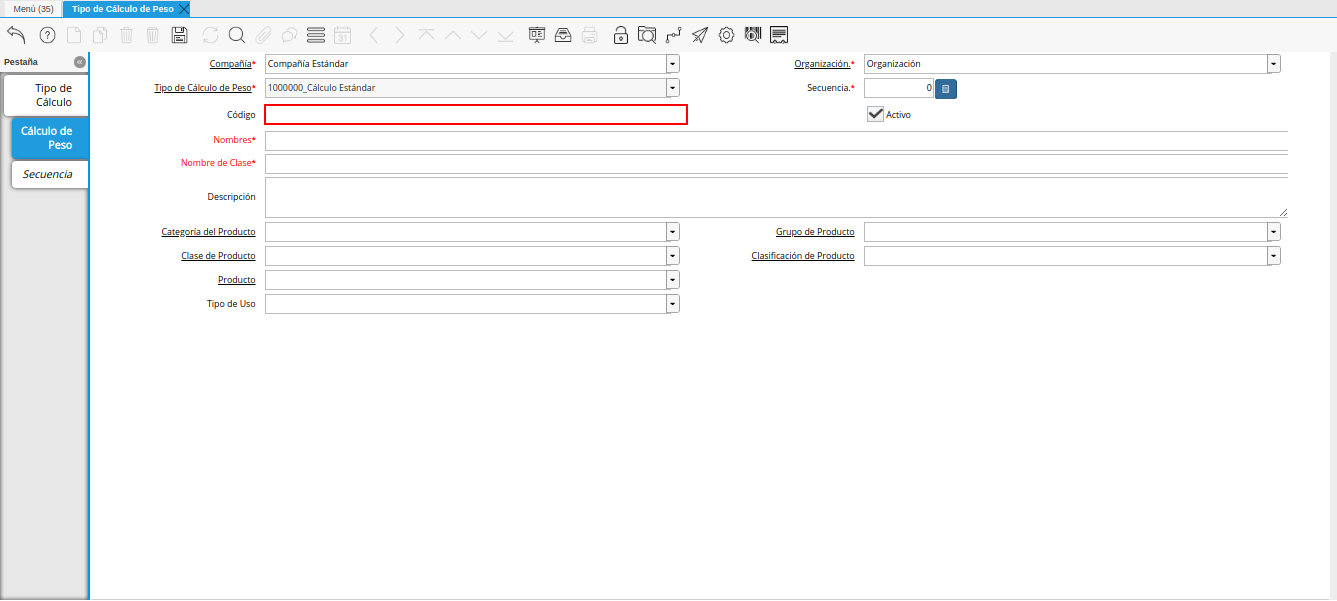 Menú (35)
Tipo de Cálculo de Peso
Pestaña
Tipo de
Cálculo
Cálculo de
Peso
Secuencia
Compañía* Compañía Estándar
Organización.* Organización
Tipo de Cálculo de Peso* 1000000_Cálculo Estándar
Secuencia.* 0
Código
Activo
Nombres*
Nombre de Clase*
Descripción
Categoría del Producto
Grupo de Producto
Clase de Producto
Clasificación de Producto
Producto
Tipo de Uso